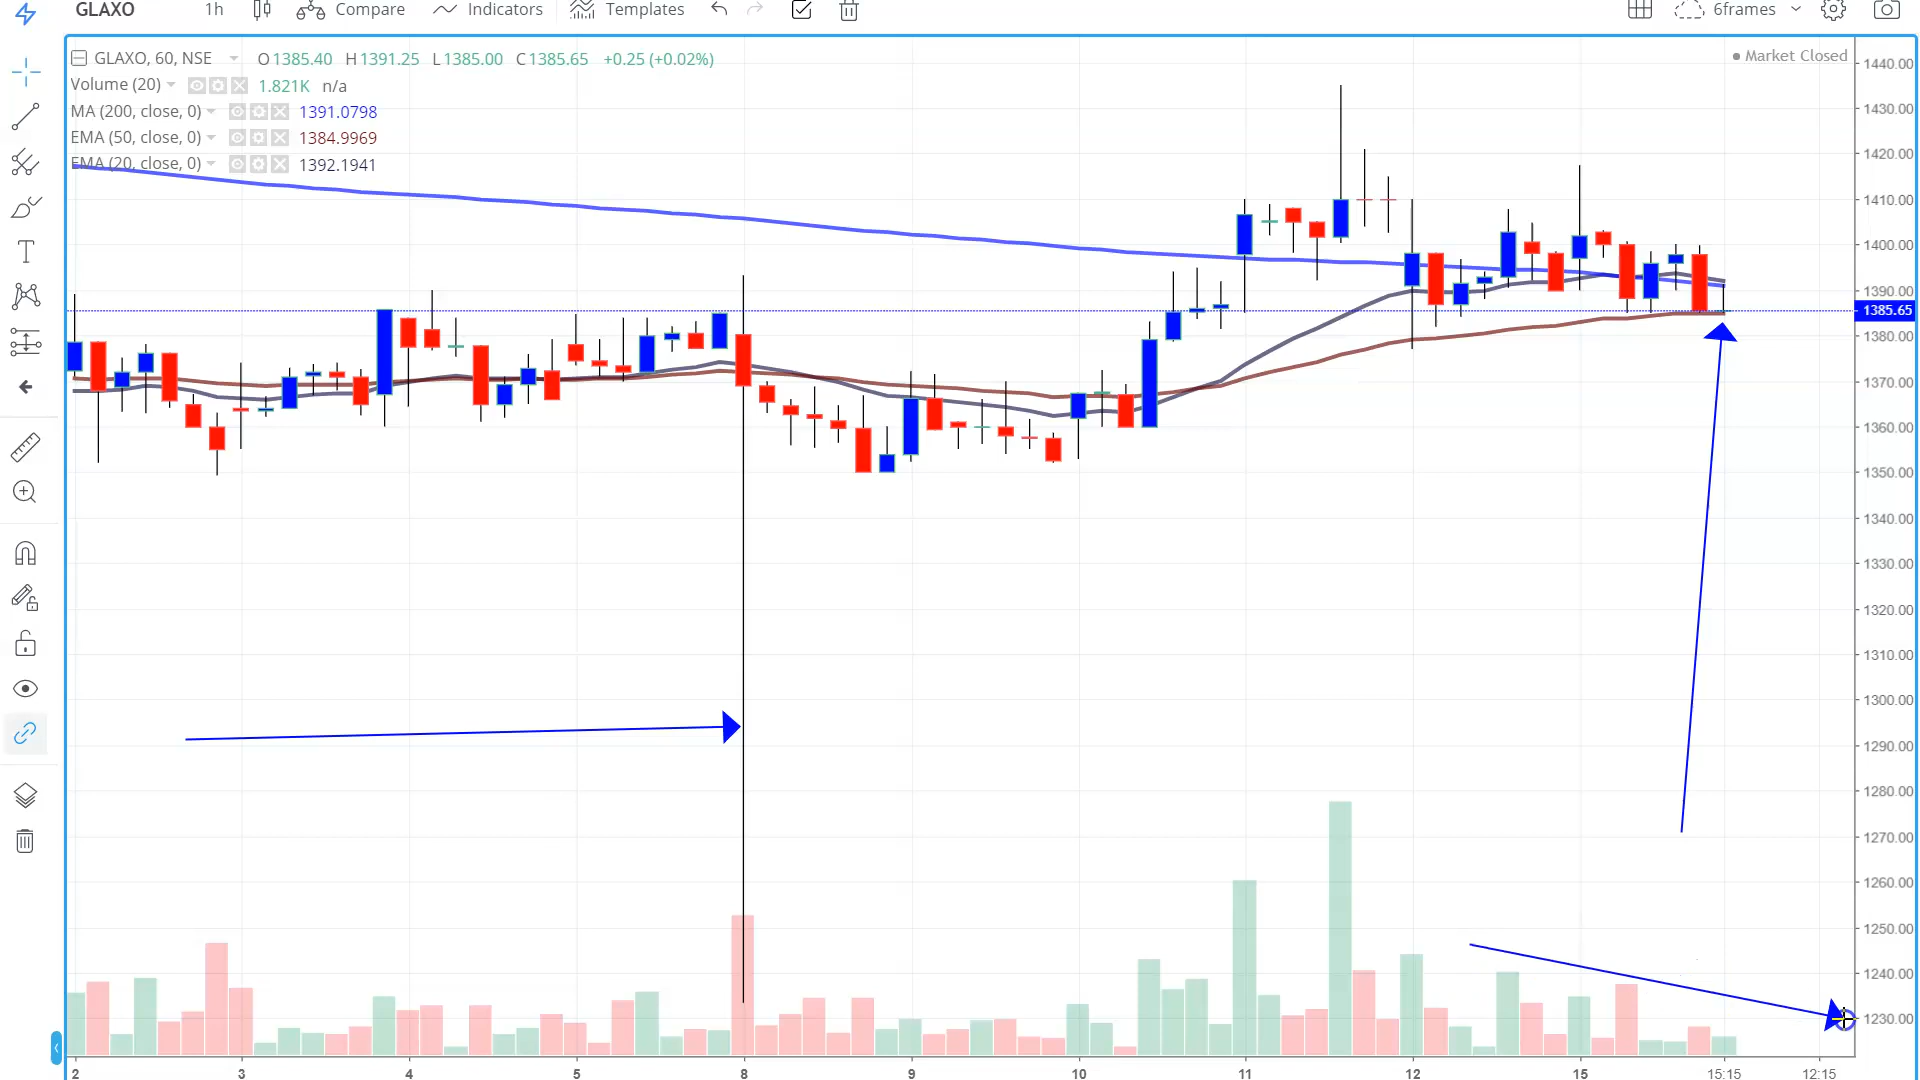 GLAXO 1h Compare Indicators Templates 6frames
GLAXO, 60, NSE O1385.40 H1391.25 L1385.00 C1385.65 +0.25 (+0.02%)
Market Closed
Volume (20) 1.821K n/a
MA (200, close, 0) 1391.0798
EMA (50, close, 0) 1384.9969
EMA (20, close, 0) 1392.1941
T
1440.00
1430.00
1420.00
1410.00
1400.00
1390.00
1385.65
1380.00
1370.00
1360.00
1350.00
1340.00
1330.00
1320.00
1310.00
1300.00
1290.00
1280.00
1270.00
1260.00
1250.00
1240.00
1230.00
2 3 4 5 8 9 10 11 12 15 15:15 12:15